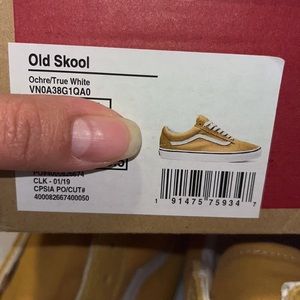 Old Skool
Ochre/True White
VN0A38G1QA0
CLK - 01/19
CPSIA PO/CUT#
400082667400050
1 91475 75934 7